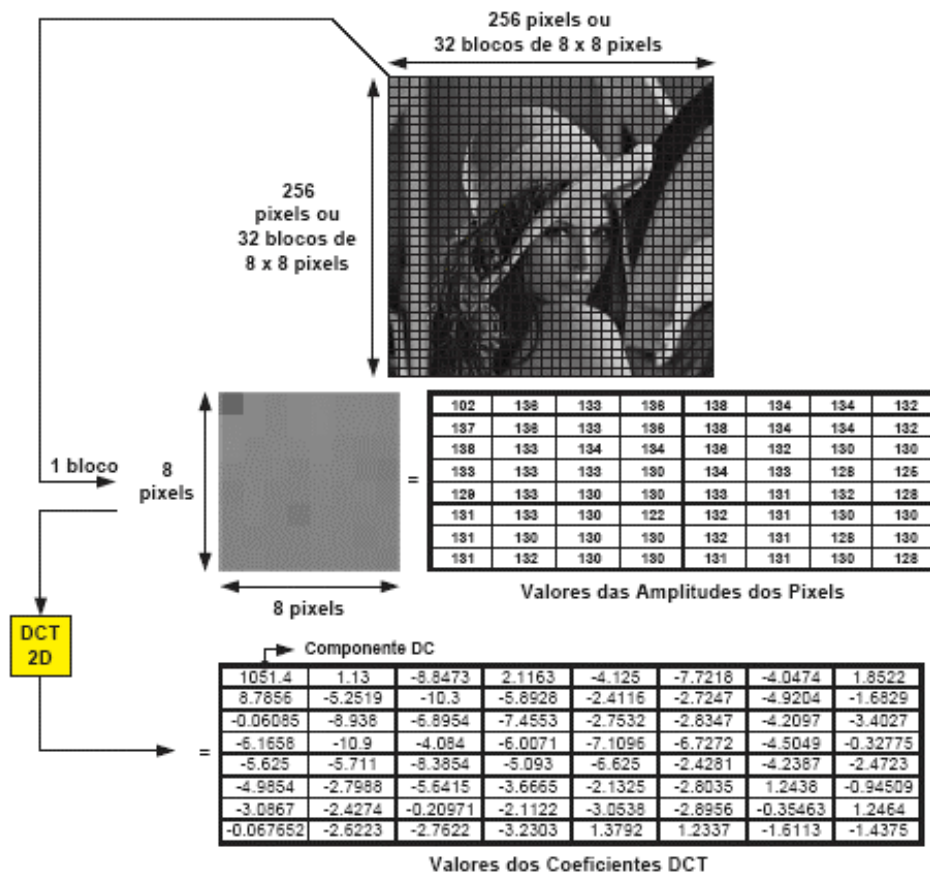 256 pixels ou
32 blocos de 8 x 8 pixels
256
pixels ou
32 blocos de
8 x 8 pixels
1 bloco
8
pixels
=
102 136 133 136 138 134 134 132
137 136 133 136 138 134 134 132
138 133 134 134 136 132 130 130
133 133 133 130 134 133 128 125
129 133 130 130 133 131 132 128
131 133 130 122 132 131 130 130
131 130 130 130 132 131 128 130
131 132 130 130 131 131 130 128
8 pixels
Valores das Amplitudes dos Pixels
DCT
2D
Componente DC
=
1051.4 1.13 -8.8473 2.1163 -4.125 -7.7218 -4.0474 1.8522
8.7856 -5.2519 -10.3 -5.8928 -2.4116 -2.7247 -4.9204 -1.6829
-0.06085 -8.938 -6.8954 -7.4553 -2.7532 -2.8347 -4.2097 -3.4027
-6.1658 -10.9 -4.084 -6.0071 -7.1096 -6.7272 -4.5049 -0.32775
-5.625 -5.711 -8.3854 -5.093 -6.625 -2.4281 -4.2387 -2.4723
-4.9854 -2.7988 -5.6415 -3.6665 -2.1325 -2.8035 1.2438 -0.94509
-3.0867 -2.4274 -0.20971 -2.1122 -3.0538 -2.8956 -0.35463 1.2464
-0.067652 -2.6223 -2.7622 -3.2303 1.3792 1.2337 -1.6113 -1.4375
Valores dos Coeficientes DCT